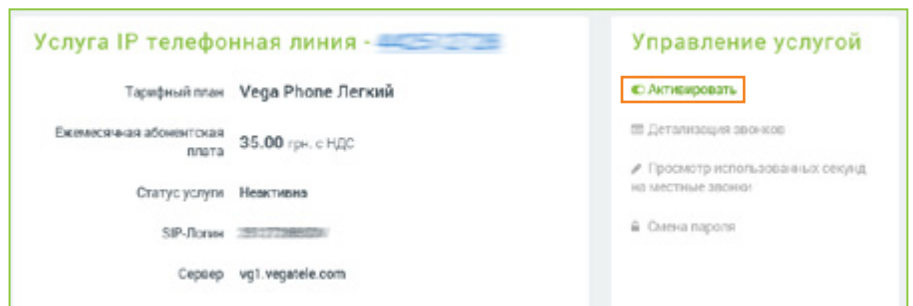 Услуга IP телефонная линия -
Тарифный план Vega Phone Легкий
Ежемесячная абонентская
плата 35.00 грн. с НДС
Статус услуги Неактивна
SIP-Логин
Сервер vg1.vegatele.com
Управление услугой
Активировать
Детализация звонков
Просмотр использованных секунд
на местные звонки
Смена пароля